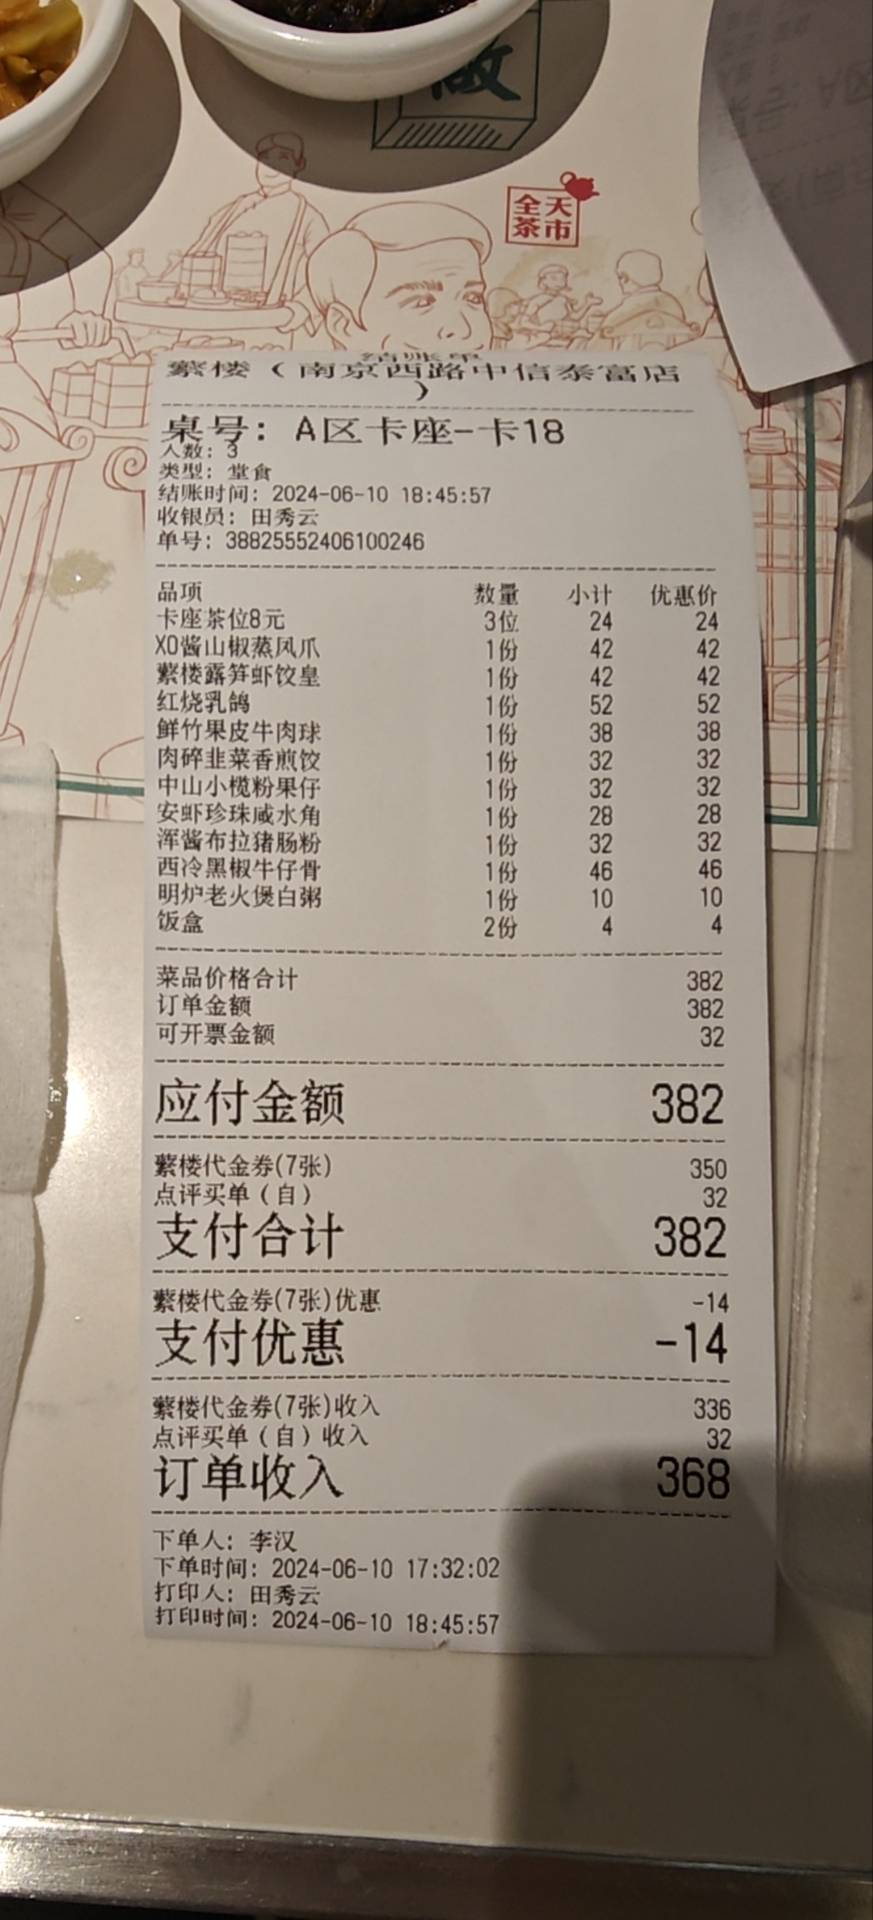 做
全天
茶市
结账单
紫楼（南京西路中信泰富店
）
桌号: A区卡座-卡18
人数: 3
类型: 堂食
结账时间: 2024-06-10 18:45:57
收银员: 田秀云
单号: 38825552406100246
品项 数量 小计 优惠价
卡座茶位8元 3位 24 24
XO酱山椒蒸凤爪 1份 42 42
蘩楼露笋虾饺皇 1份 42 42
红烧乳鸽 1份 52 52
鲜竹果皮牛肉球 1份 38 38
肉碎韭菜香煎饺 1份 32 32
中山小榄粉果仔 1份 32 32
安虾珍珠咸水角 1份 28 28
浑酱布拉猪肠粉 1份 32 32
西冷黑椒牛仔骨 1份 46 46
明炉老火煲白粥 1份 10 10
饭盒 2份 4 4
菜品价格合计 382
订单金额 382
可开票金额 32
应付金额 382
蘩楼代金券(7张) 350
点评买单（自） 32
支付合计 382
蘩楼代金券(7张)优惠 -14
支付优惠 -14
蘩楼代金券(7张)收入 336
点评买单（自）收入 32
订单收入 368
下单人: 李汉
下单时间: 2024-06-10 17:32:02
打印人: 田秀云
打印时间: 2024-06-10 18:45:57